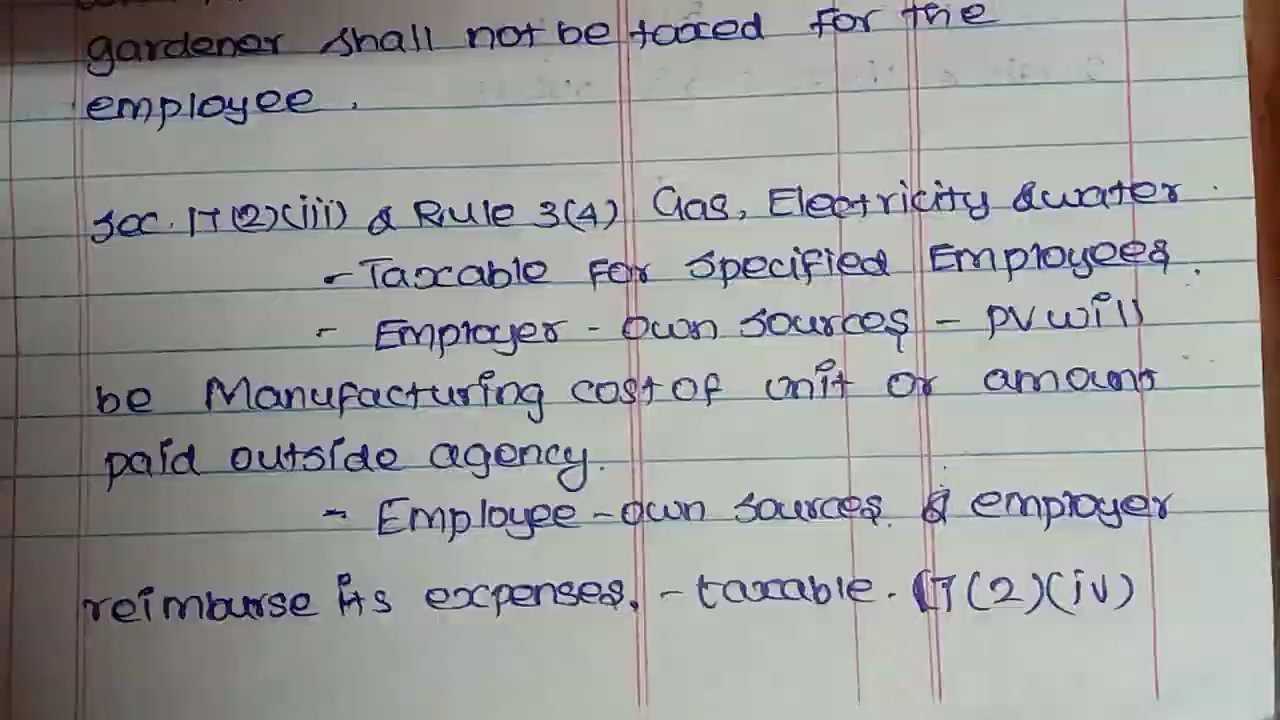 gardener shall not be taxed for the
employee.
Sec. 17(2)(iii) & Rule 3(4) Gas, Electricity & water
- Taxable For specified Employees.
- Employer - own sources - PV will
be Manufacturing cost of unit or amount
paid outside agency.
- Employee - own sources & employer
reimburse its expenses. - taxable. 17(2)(iv)